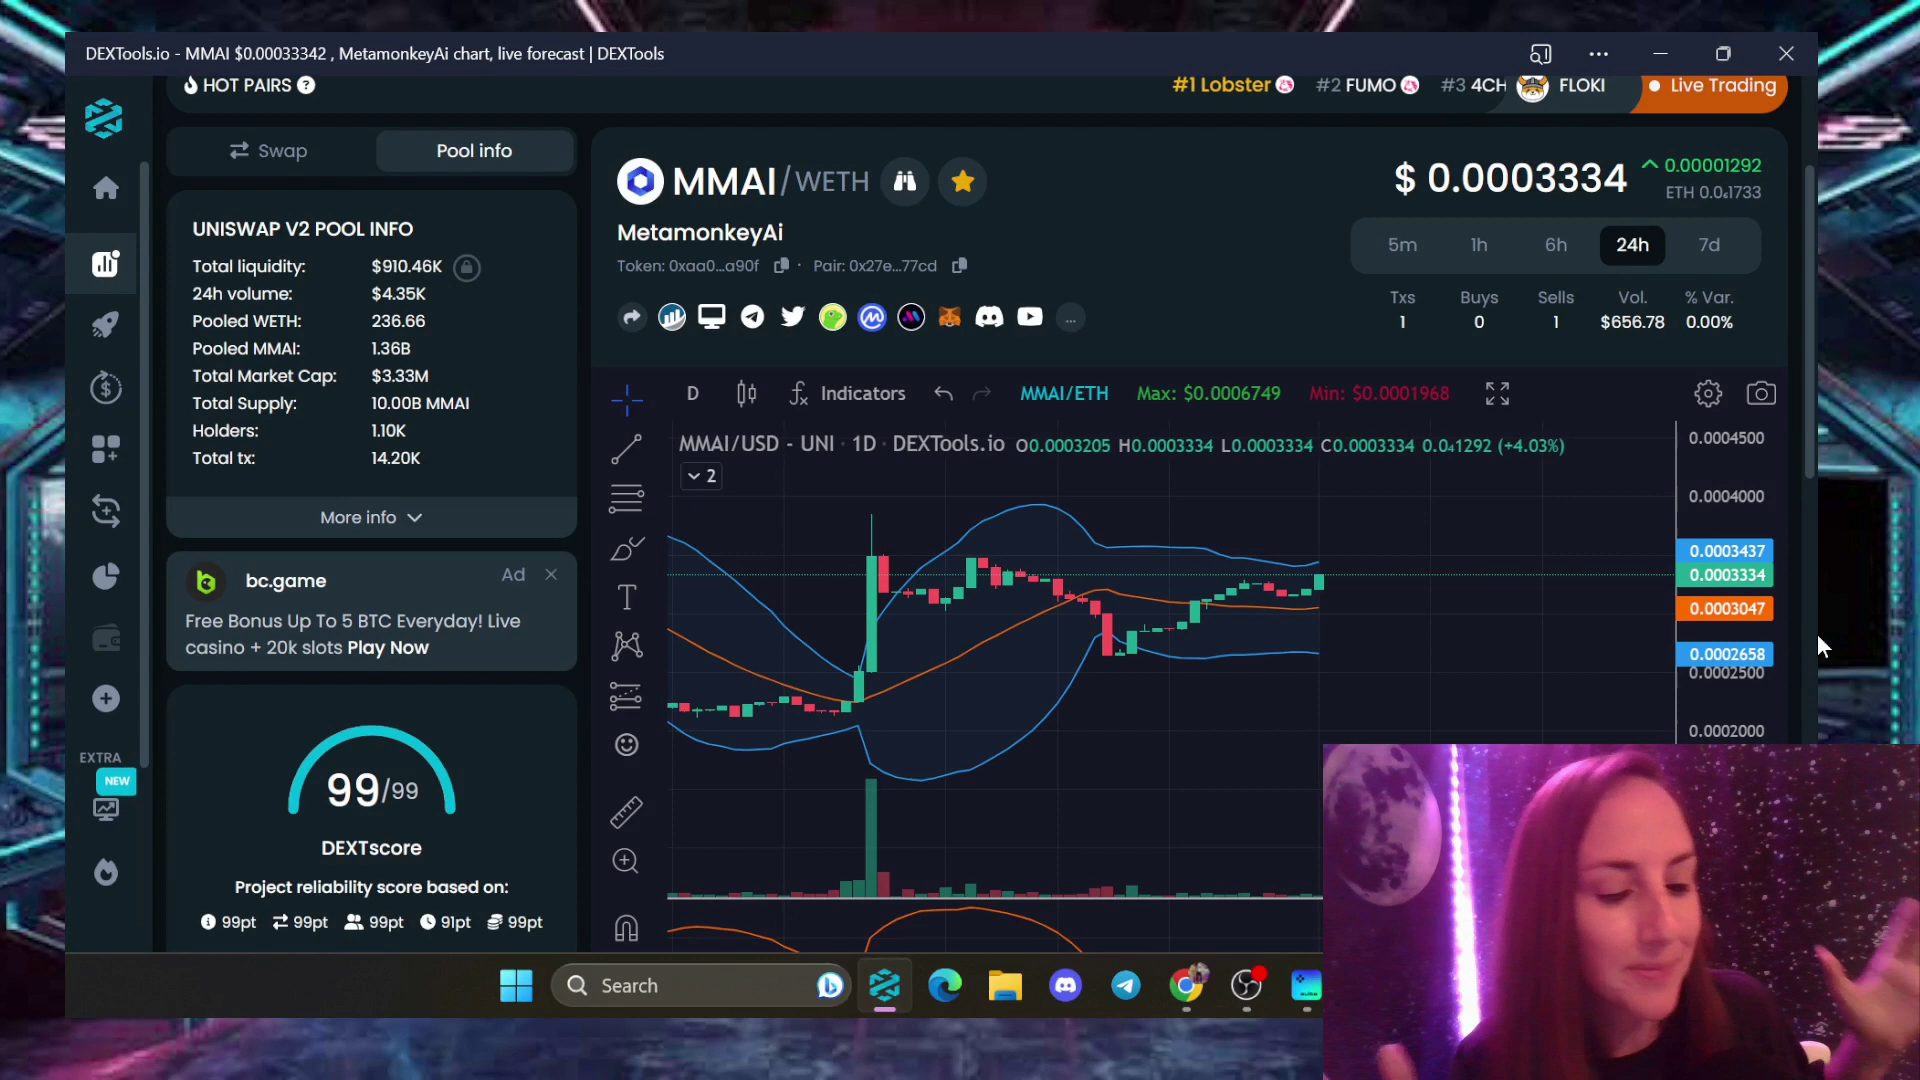 DEXTools.io - MMAI $0.00033342 , MetamonkeyAi chart, live forecast | DEXTools
HOT PAIRS ?
#1 Lobster #2 FUMO #3 4CH FLOKI Live Trading
Swap Pool info
UNISWAP V2 POOL INFO
Total liquidity: $910.46K
24h volume: $4.35K
Pooled WETH: 236.66
Pooled MMAI: 1.36B
Total Market Cap: $3.33M
Total Supply: 10.00B MMAI
Holders: 1.10K
Total tx: 14.20K
More info
bc.game Ad
Free Bonus Up To 5 BTC Everyday! Live
casino + 20k slots Play Now
99/99
DEXTscore
Project reliability score based on:
99pt 99pt 99pt 91pt 99pt
EXTRA
NEW
MMAI/WETH
MetamonkeyAi
Token: 0xaa0...a90f · Pair: 0x27e...77cd
...
$ 0.0003334 0.00001292
ETH 0.0₆1733
5m 1h 6h 24h 7d
Txs Buys Sells Vol. % Var.
1 0 1 $656.78 0.00%
D Indicators MMAI/ETH Max: $0.0006749 Min: $0.0001968
MMAI/USD - UNI · 1D · DEXTools.io O0.0003205 H0.0003334 L0.0003334 C0.0003334 0.0₄1292 (+4.03%)
2
0.0004500
0.0004000
0.0003437
0.0003334
0.0003047
0.0002658
0.0002500
0.0002000
Search